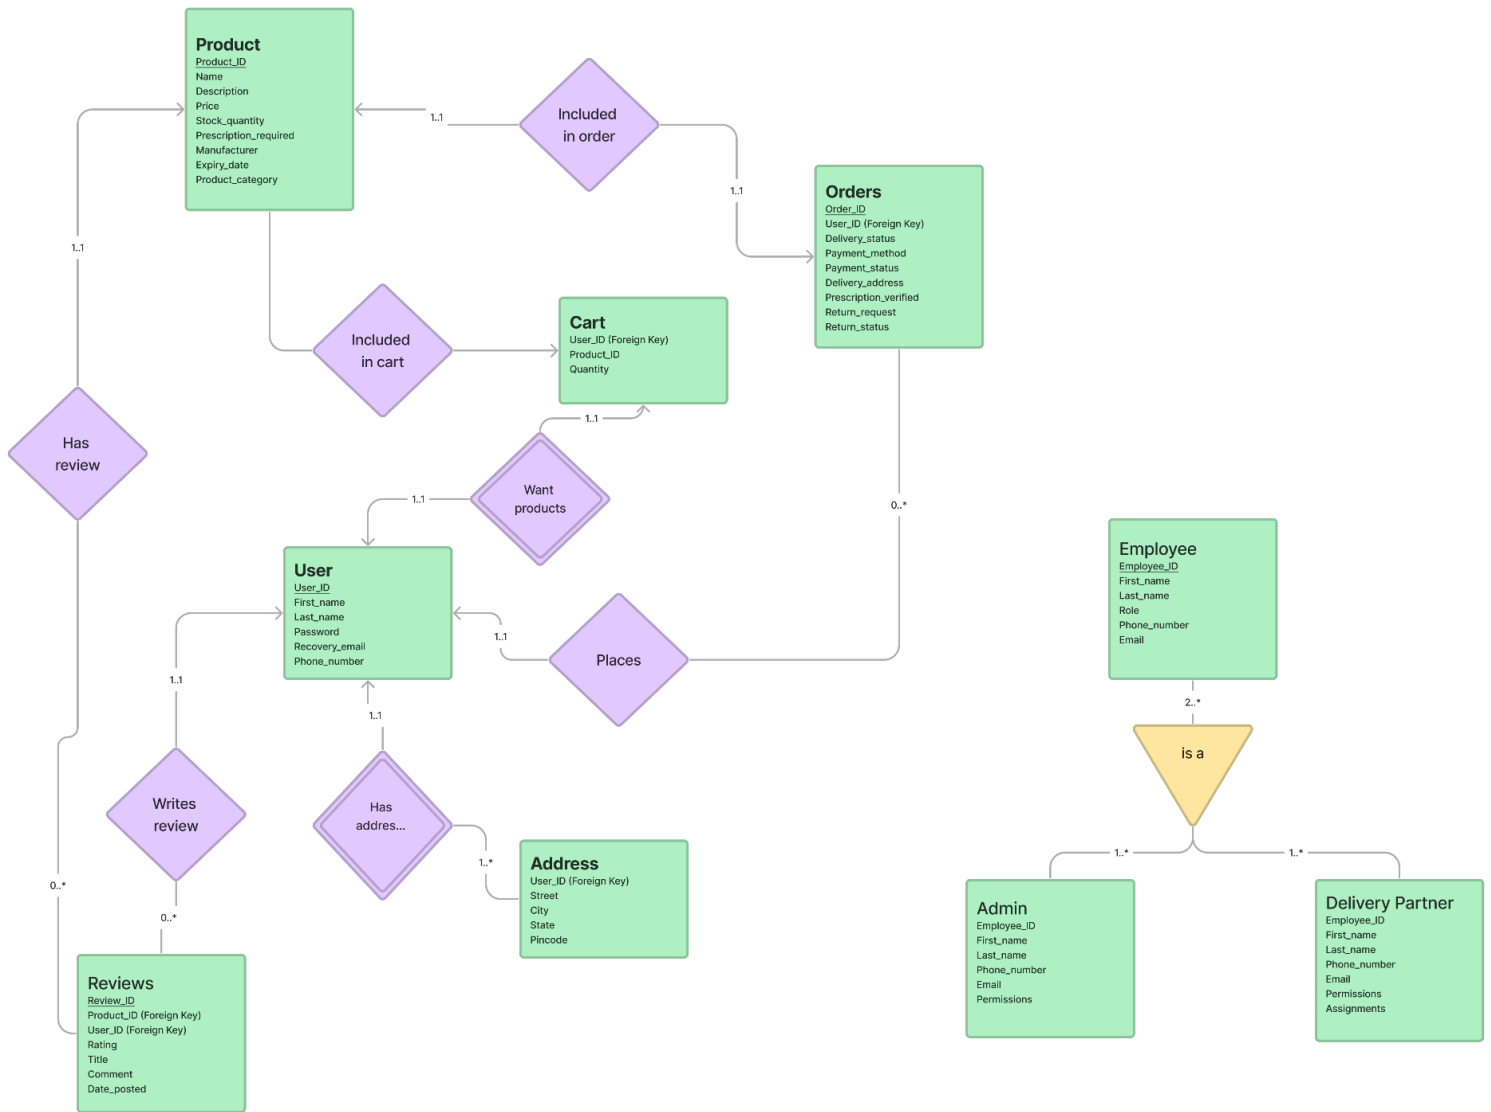 Product
Product_ID
Name
Description
Price
Stock_quantity
Prescription_required
Manufacturer
Expiry_date
Product_category
1..1
Included
in order
1..1
Orders
Order_ID
User_ID (Foreign Key)
Delivery_status
Payment_method
Payment_status
Delivery_address
Prescription_verified
Return_request
Return_status
1..1
Included
in cart
Cart
User_ID (Foreign Key)
Product_ID
Quantity
1..1
Has
review
Want
products
1..1
0..*
User
User_ID
First_name
Last_name
Password
Recovery_email
Phone_number
1..1
Places
Employee
Employee_ID
First_name
Last_name
Role
Phone_number
Email
1..1
1..1
2..*
is a
Writes
review
Has
addres...
1..*
Address
User_ID (Foreign Key)
Street
City
State
Pincode
1..*
1..*
0..*
0..*
Admin
Employee_ID
First_name
Last_name
Phone_number
Email
Permissions
Delivery Partner
Employee_ID
First_name
Last_name
Phone_number
Email
Permissions
Assignments
Reviews
Review_ID
Product_ID (Foreign Key)
User_ID (Foreign Key)
Rating
Title
Comment
Date_posted